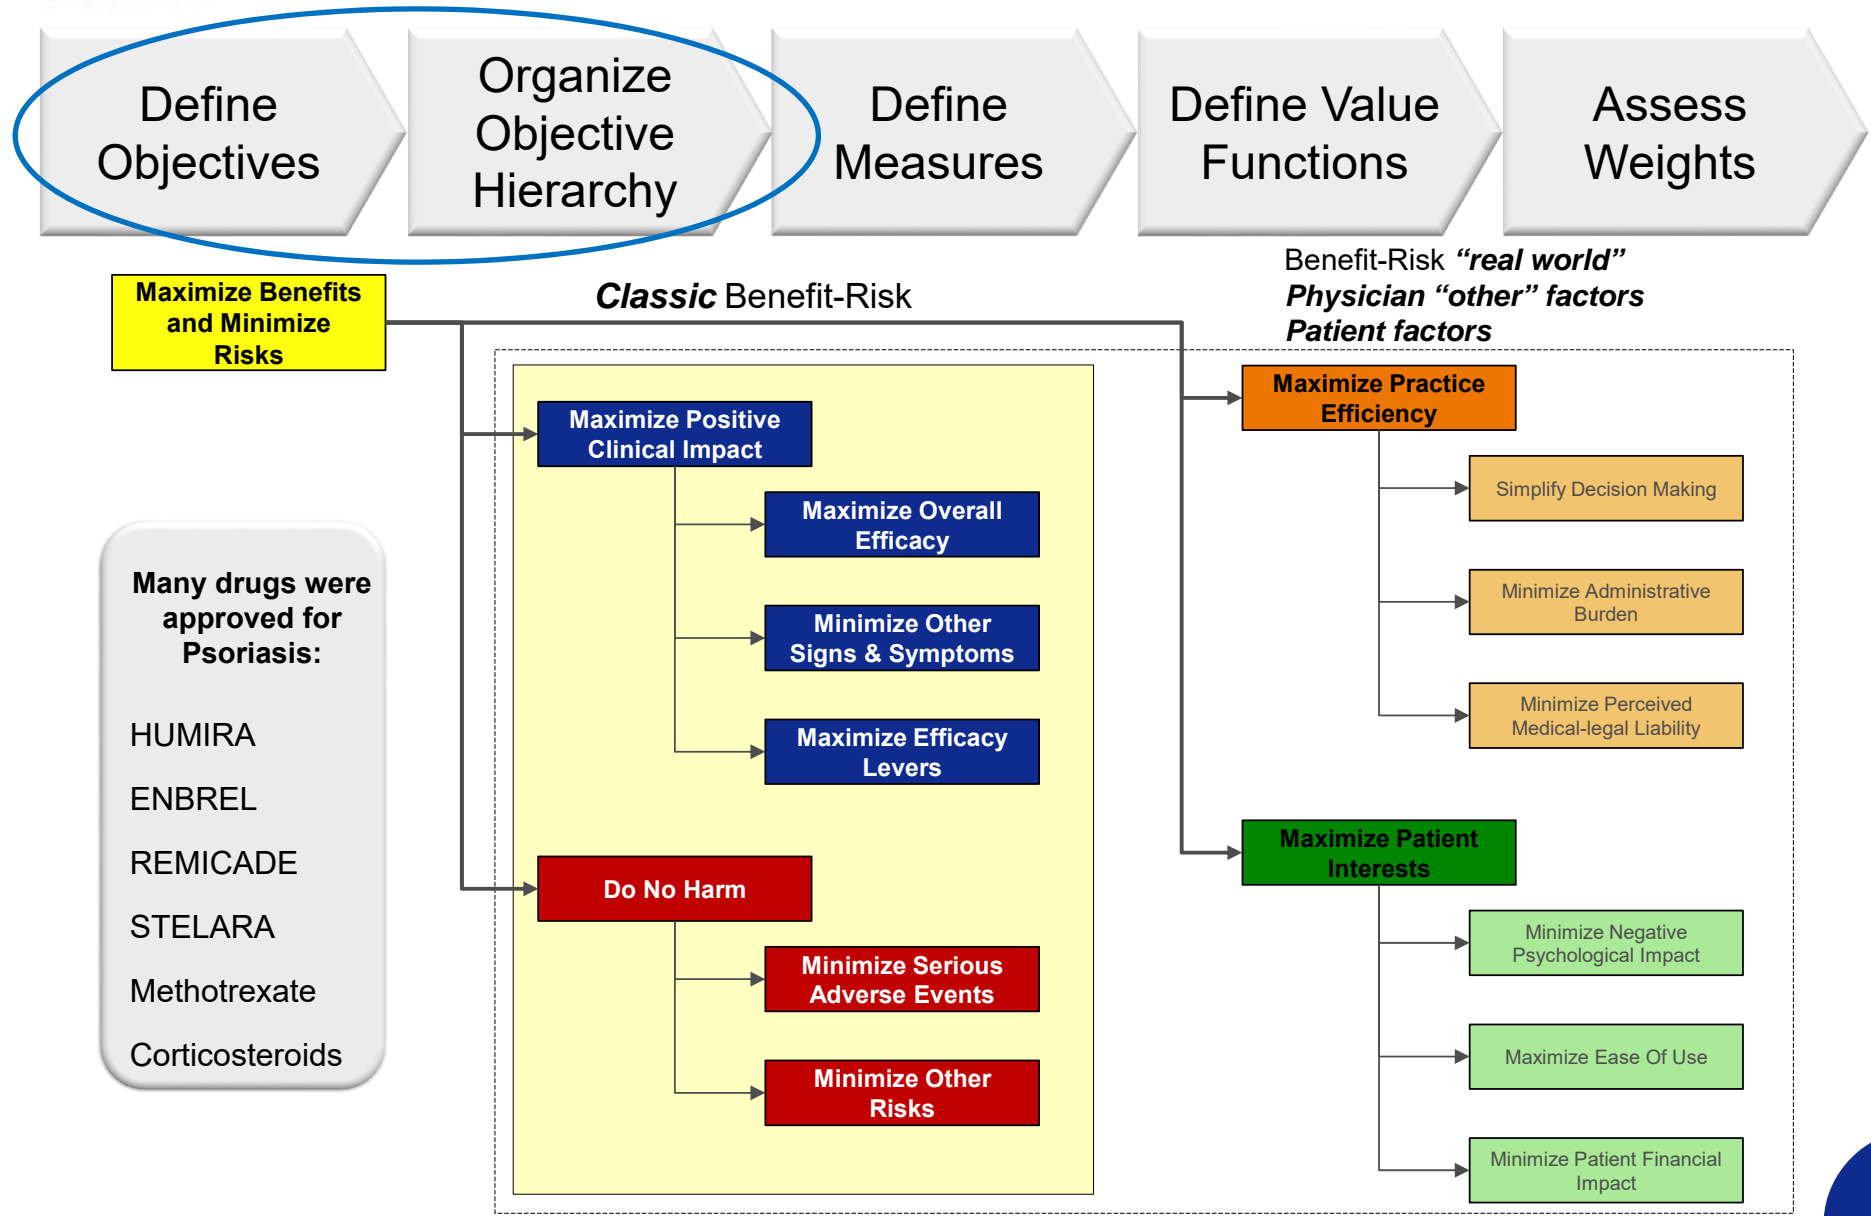 Define
Objectives
Organize
Objective
Hierarchy
Define
Measures
Define Value
Functions
Assess
Weights
Maximize Benefits
and Minimize
Risks
Classic Benefit-Risk
Benefit-Risk “real world”
Physician “other” factors
Patient factors
Many drugs were
approved for
Psoriasis:
HUMIRA
ENBREL
REMICADE
STELARA
Methotrexate
Corticosteroids
Maximize Positive
Clinical Impact
Maximize Overall
Efficacy
Minimize Other
Signs & Symptoms
Maximize Efficacy
Levers
Do No Harm
Minimize Serious
Adverse Events
Minimize Other
Risks
Maximize Practice
Efficiency
Simplify Decision Making
Minimize Administrative
Burden
Minimize Perceived
Medical-legal Liability
Maximize Patient
Interests
Minimize Negative
Psychological Impact
Maximize Ease Of Use
Minimize Patient Financial
Impact